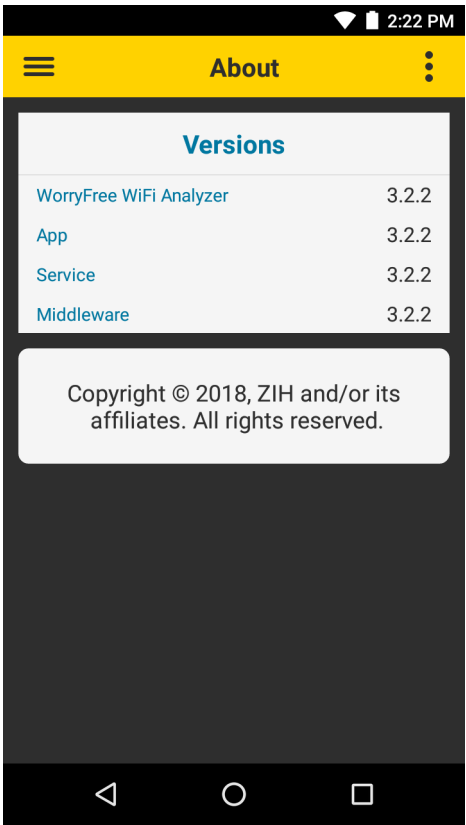 2:22 PM
About
Versions
WorryFree WiFi Analyzer 3.2.2
App 3.2.2
Service 3.2.2
Middleware 3.2.2
Copyright © 2018, ZIH and/or its
affiliates. All rights reserved.